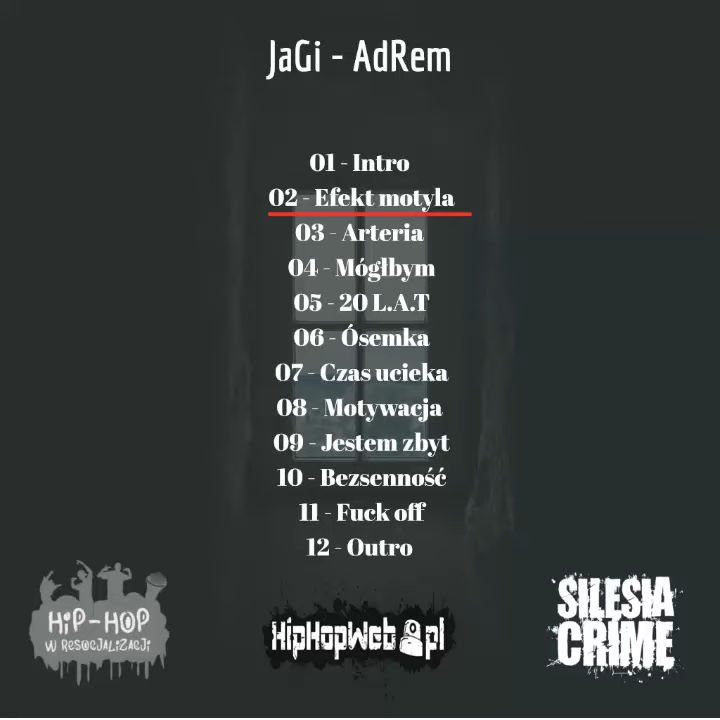 JaGi - AdRem
01 - Intro
02 - Efekt motyla
03 - Arteria
04 - Mógłbym
05 - 20 L.A.T
06 - Ósemka
07 - Czas ucieka
08 - Motywacja
09 - Jestem zbyt
10 - Bezsenność
11 - Fuck off
12 - Outro
HiP-HOP
W RESOCJALIZACJI
HipHopWeb.pl
SILESIA
CRIME